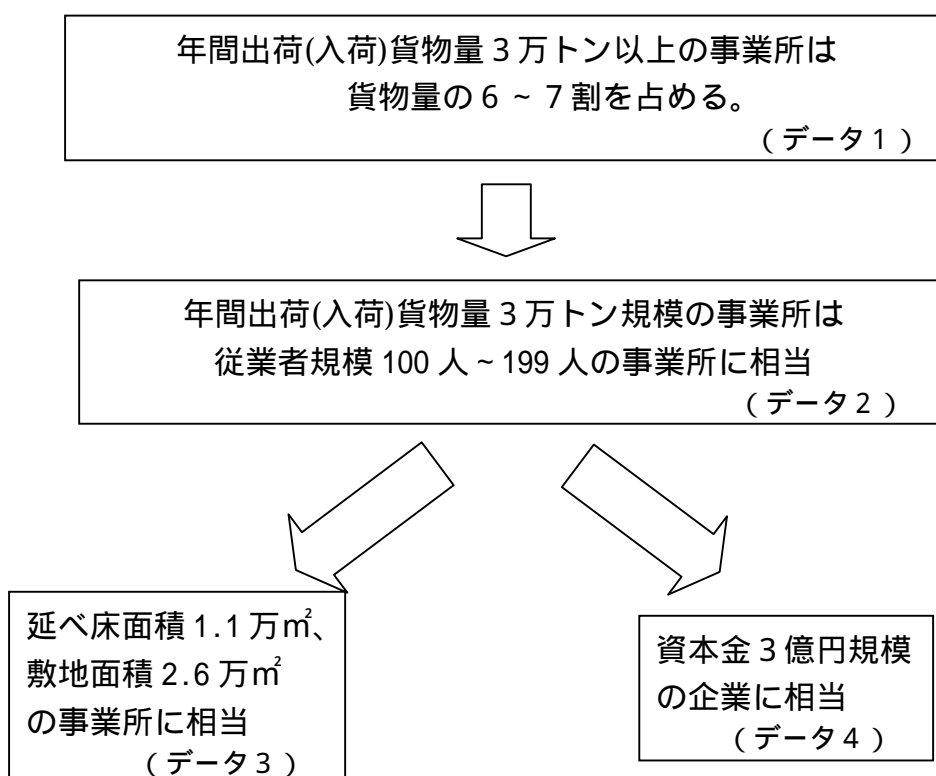 年間出荷(入荷)貨物量３万トン以上の事業所は
貨物量の６～７割を占める。
（データ１）
年間出荷(入荷)貨物量３万トン規模の事業所は
従業者規模 100 人～199 人の事業所に相当
（データ２）
延べ床面積 1.1 万㎡、
敷地面積 2.6 万㎡
の事業所に相当
（データ３）
資本金３億円規模
の企業に相当
（データ４）